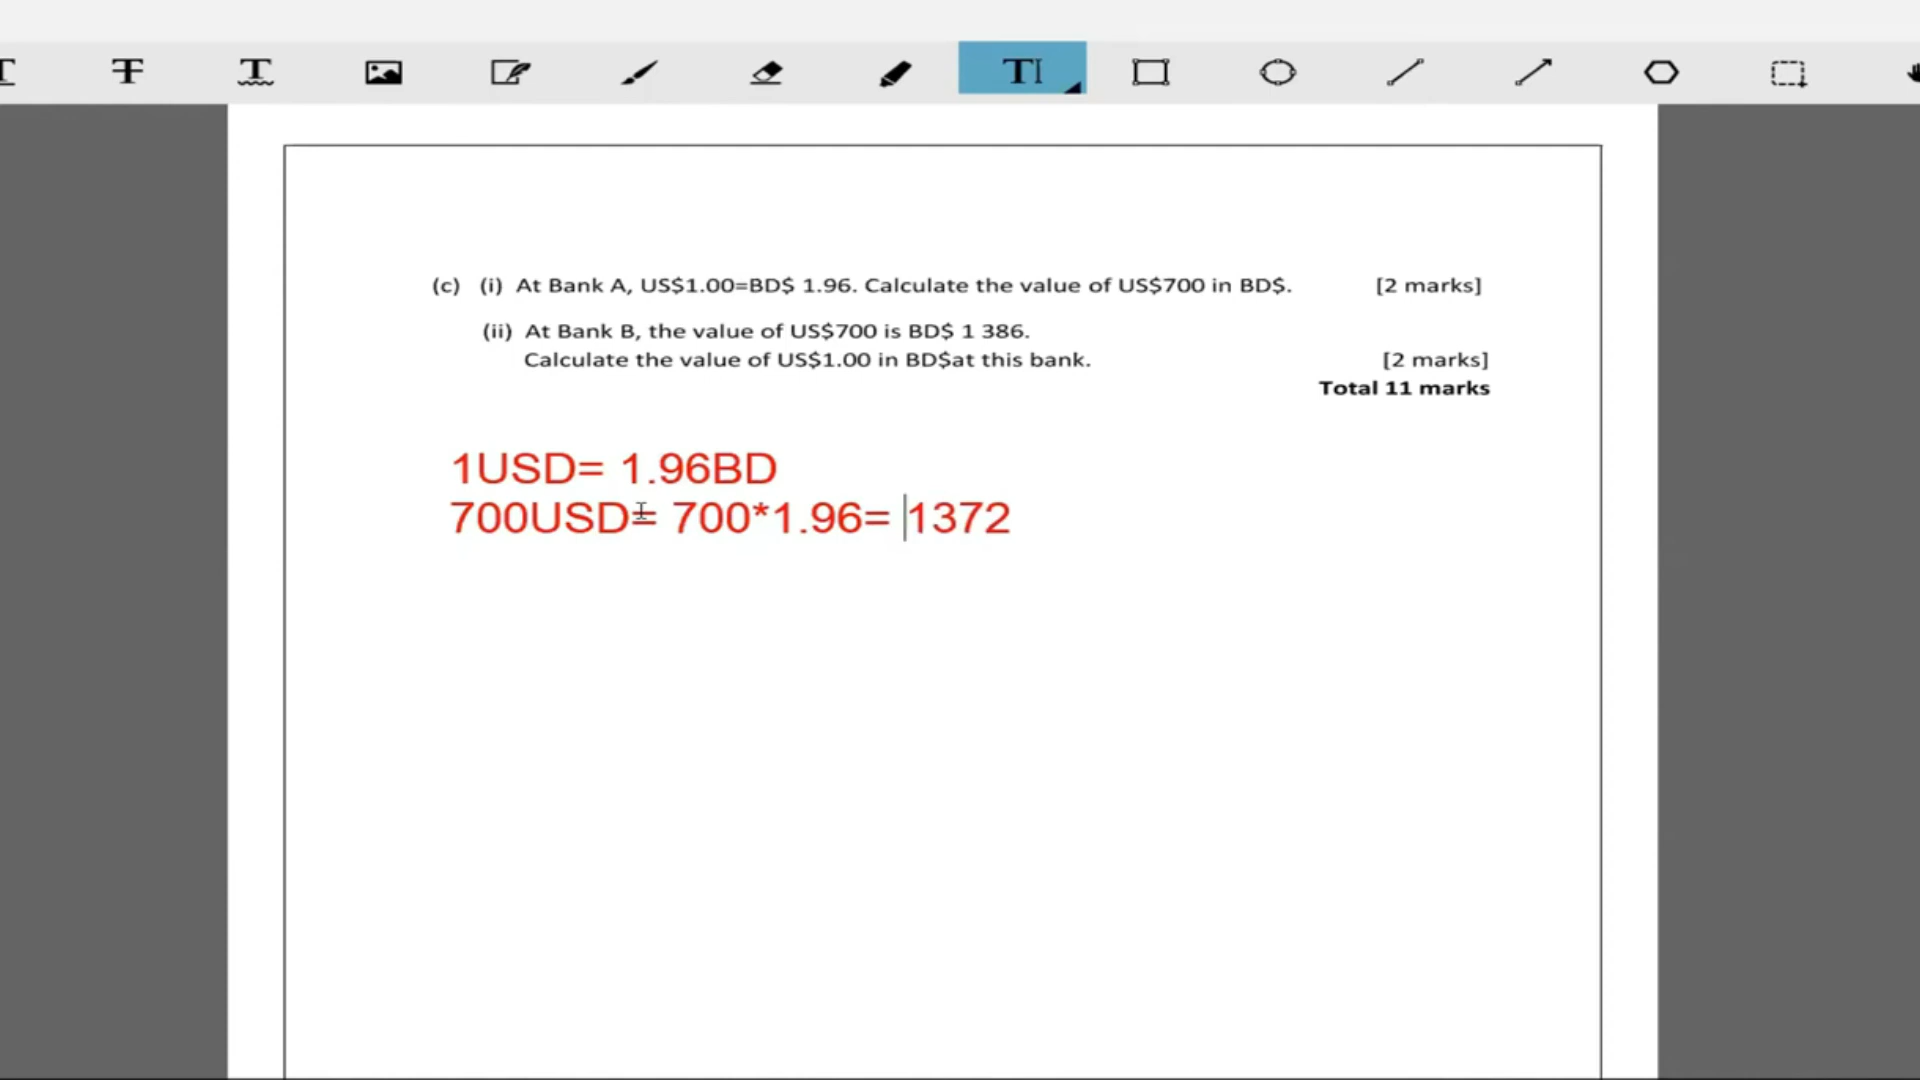 (c) (i) At Bank A, US$1.00=BD$ 1.96. Calculate the value of US$700 in BD$. [2 marks]
(ii) At Bank B, the value of US$700 is BD$ 1 386.
Calculate the value of US$1.00 in BD$at this bank. [2 marks]
Total 11 marks
1USD= 1.96BD
700USD= 700*1.96= 1372